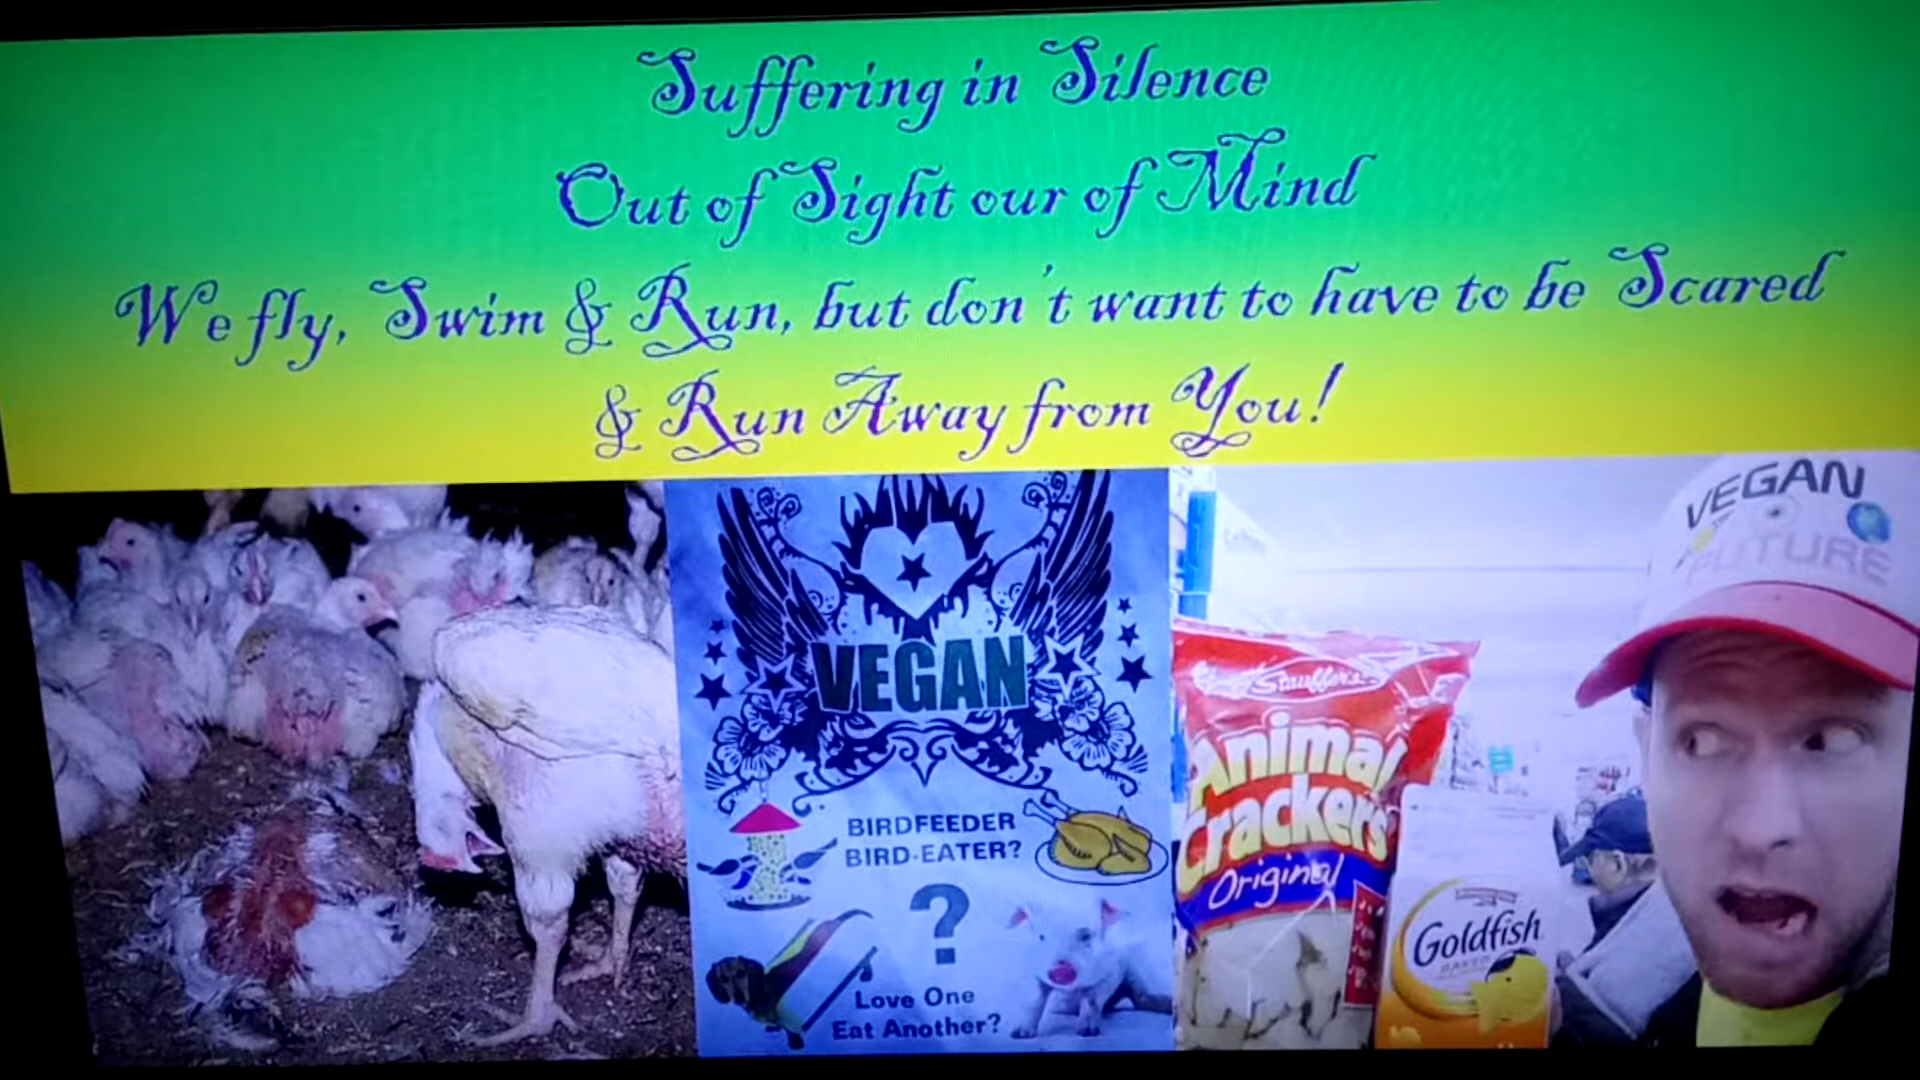 Suffering in Silence
Out of Sight our of Mind
We fly, Swim & Run, but don't want to have to be Scared
& Run Away from You!
VEGAN
BIRDFEEDER
BIRD-EATER?
?
Love One
Eat Another?
Stauffer's
Animal
Crackers
Original
Goldfish
BAKED
VEGAN
FUTURE